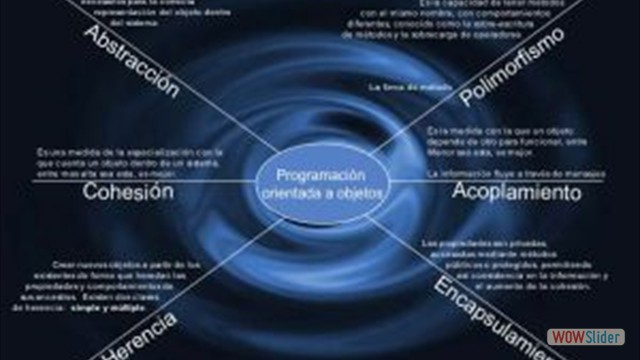 representación del objeto dentro
del sistema
Abstracción
Es la capacidad de tener métodos
con el mismo nombre, con comportamientos
diferentes, conocido como la sobre-escritura
de métodos y la sobrecarga de operadores
Polimorfismo
La firma de método
Es una medida de la especialización con la
que cuenta un objeto dentro de un sistema,
entre mas alta sea esta, es mejor.
Cohesión
Programación
orientada a objetos
Es la medida con la que un objeto
depende de otro para funcionar, entre
Menor sea esta, es mejor.
La información fluye a través de mensajes
Acoplamiento
Crear nuevos objetos a partir de los
existentes de forma que heredan las
propiedades y comportamientos de
sus ancestros. Existen dos clases
de herencia: simple y múltiple
Herencia
Las propiedades son privadas,
accesadas mediante métodos
públicos o protegidos, permitiendo
así consistencia en la información y
el aumento de la cohesión.
Encapsulamie
WOWSlider